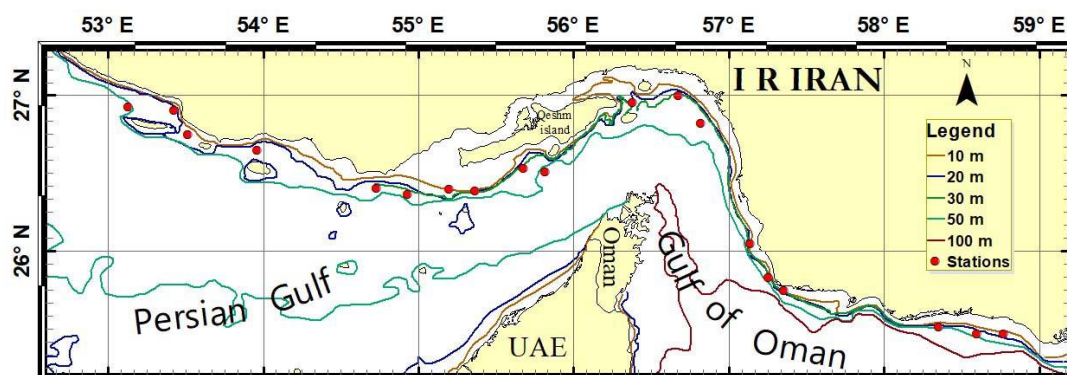 53° E 54° E 55° E 56° E 57° E 58° E 59° E
27° N
26° N
I R IRAN
N
Qeshm
island
Legend
10 m
20 m
30 m
50 m
100 m
Stations
Persian Gulf
Oman
UAE
Gulf of Oman